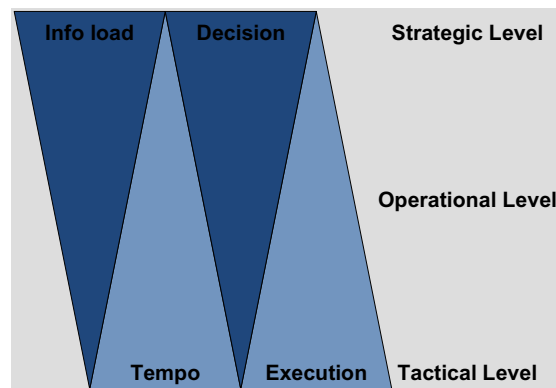 Info load
Decision
Strategic Level
Operational Level
Tempo
Execution
Tactical Level